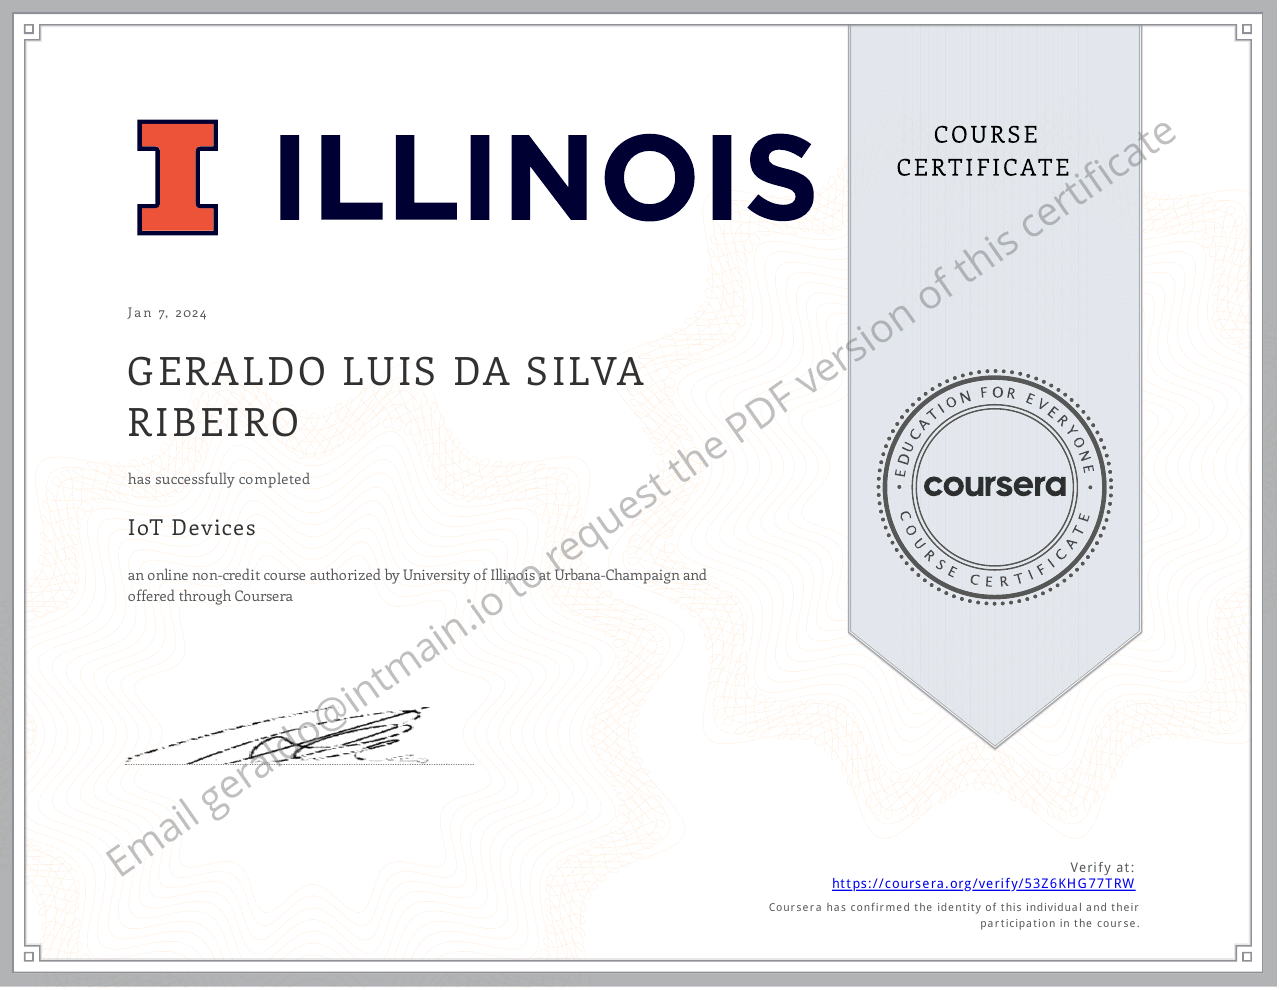 ILLINOIS
COURSE
CERTIFICATE
Jan 7, 2024
GERALDO LUIS DA SILVA
RIBEIRO
has successfully completed
IoT Devices
an online non-credit course authorized by University of Illinois at Urbana-Champaign and
offered through Coursera
EDUCATION FOR EVERYONE
coursera
COURSE CERTIFICATE
Email geraldo@intmain.io to request the PDF version of this certificate
Verify at:
https://coursera.org/verify/53Z6KHG77TRW
Coursera has confirmed the identity of this individual and their
participation in the course.